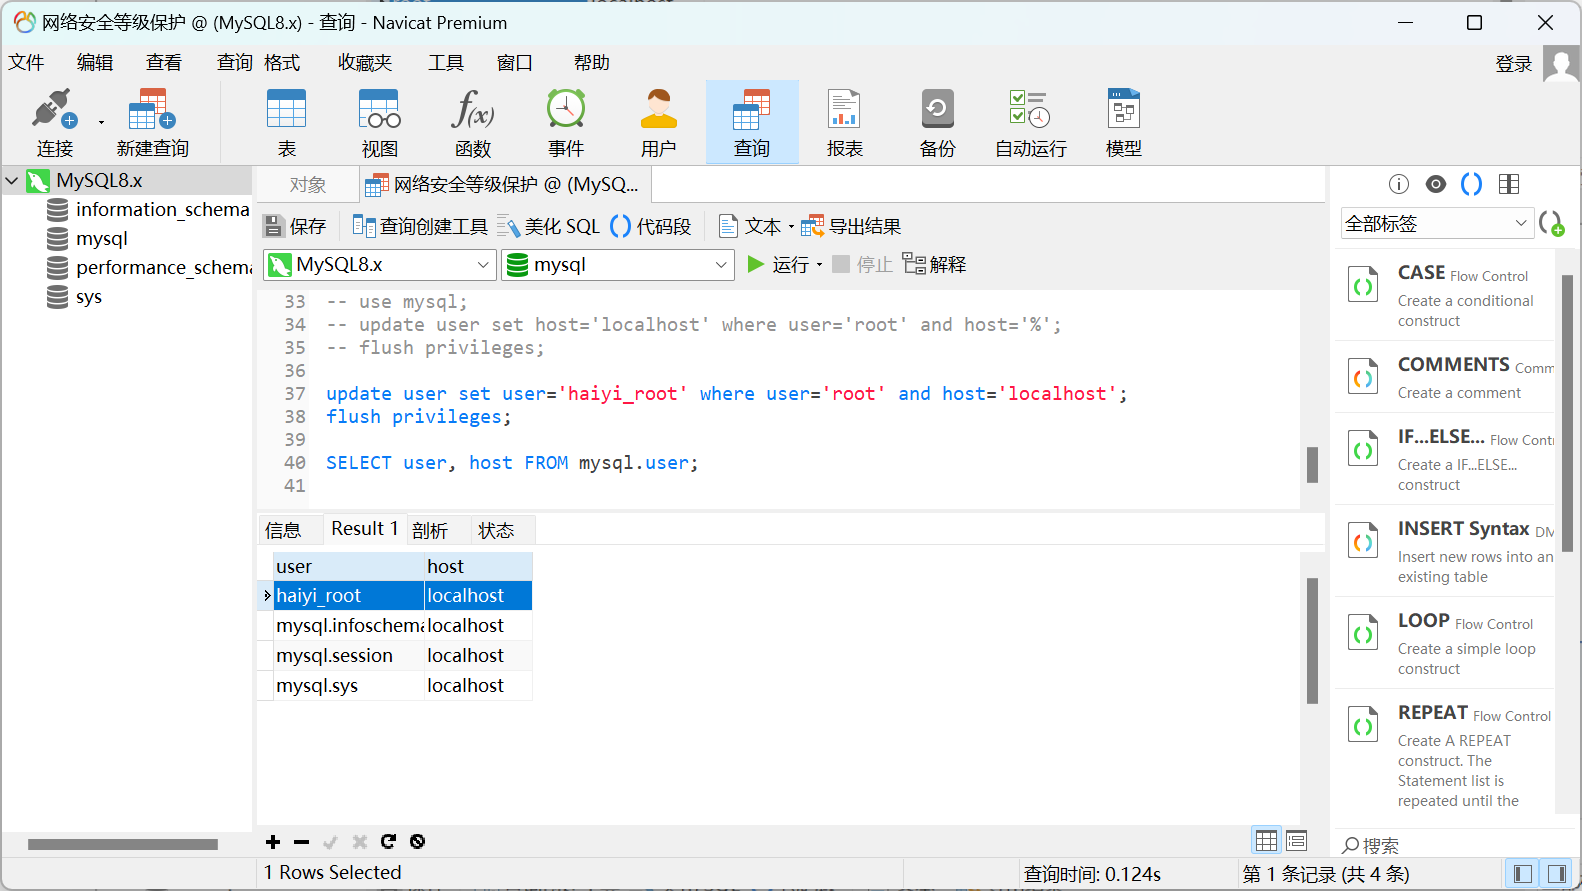 网络安全等级保护 @ (MySQL8.x) - 查询 - Navicat Premium
文件 编辑 查看 查询 格式 收藏夹 工具 窗口 帮助 登录
连接 新建查询 表 视图 函数 事件 用户 查询 报表 备份 自动运行 模型
MySQL8.x
information_schema
mysql
performance_schema
sys
对象 网络安全等级保护 @ (MySQ...
保存 查询创建工具 美化 SQL 代码段 文本 导出结果
MySQL8.x mysql 运行 停止 解释
33 -- use mysql;
34 -- update user set host='localhost' where user='root' and host='%';
35 -- flush privileges;
36
37 update user set user='haiyi_root' where user='root' and host='localhost';
38 flush privileges;
39
40 SELECT user, host FROM mysql.user;
41
信息 Result 1 剖析 状态
user host
haiyi_root localhost
mysql.infoschema localhost
mysql.session localhost
mysql.sys localhost
全部标签
CASE Flow Control
Create a conditional
construct
COMMENTS Comm
Create a comment
IF...ELSE... Flow Cont
Create a IF...ELSE...
construct
INSERT Syntax DM
Insert new rows into an
existing table
LOOP Flow Control
Create a simple loop
construct
REPEAT Flow Control
Create A REPEAT
construct. The
Statement list is
repeated until the
搜索
1 Rows Selected 查询时间: 0.124s 第 1 条记录 (共 4 条)